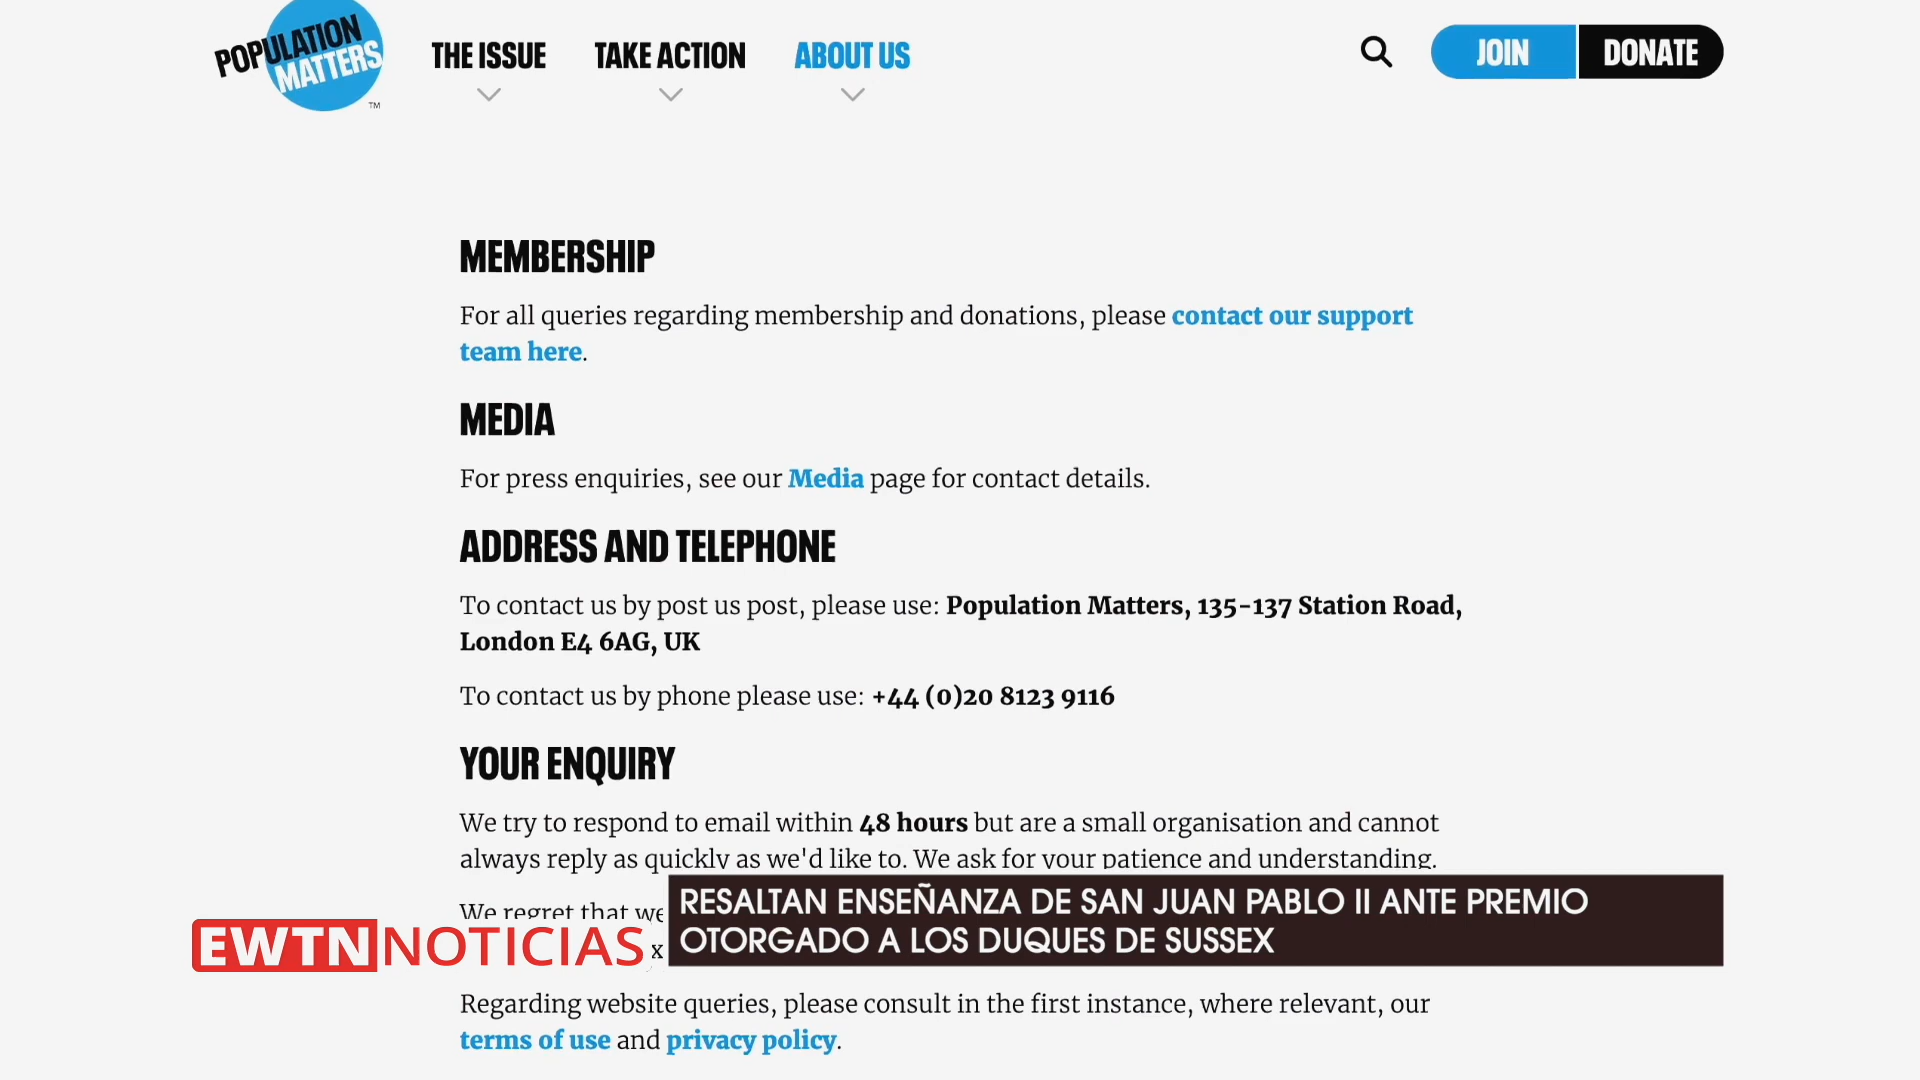 POPULATION
MATTERS
™
THE ISSUE
TAKE ACTION
ABOUT US
JOIN
DONATE
MEMBERSHIP
For all queries regarding membership and donations, please contact our support
team here.
MEDIA
For press enquiries, see our Media page for contact details.
ADDRESS AND TELEPHONE
To contact us by post us post, please use: Population Matters, 135-137 Station Road,
London E4 6AG, UK
To contact us by phone please use: +44 (0)20 8123 9116
YOUR ENQUIRY
We try to respond to email within 48 hours but are a small organisation and cannot
always reply as quickly as we'd like to. We ask for your patience and understanding.
We regret that we
RESALTAN ENSEÑANZA DE SAN JUAN PABLO II ANTE PREMIO
OTORGADO A LOS DUQUES DE SUSSEX
EWTN NOTICIAS
Regarding website queries, please consult in the first instance, where relevant, our
terms of use and privacy policy.